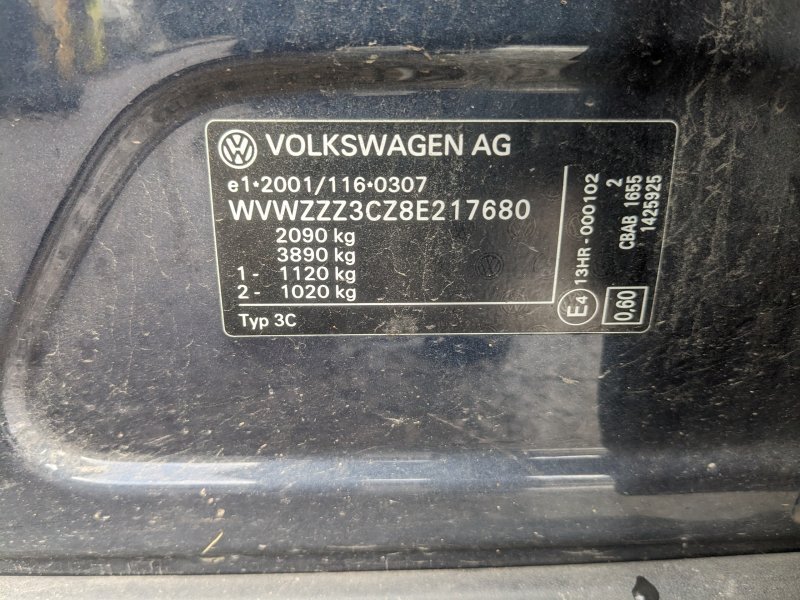 VOLKSWAGEN AG
e1*2001/116*0307
WVWZZZ3CZ8E217680
2090 kg
3890 kg
1 - 1120 kg
2 - 1020 kg
Typ 3C
E4 13HR - 000102
2
CBAB 1655
1425925
0,60